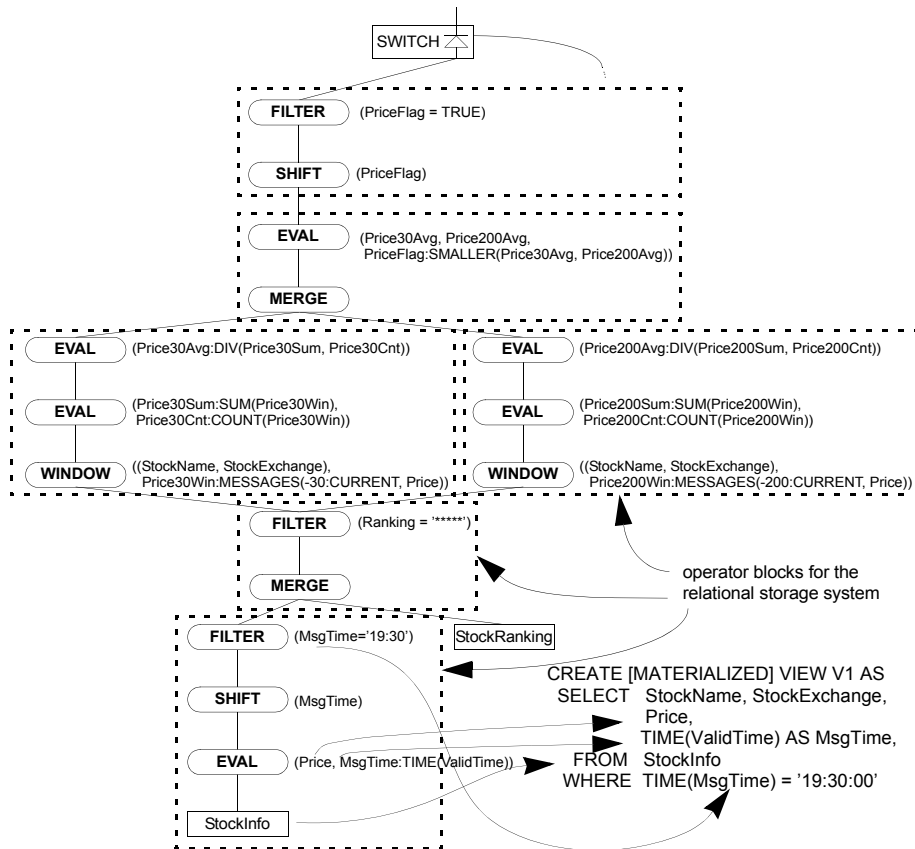 SWITCH
FILTER (PriceFlag = TRUE)
SHIFT (PriceFlag)
EVAL (Price30Avg, Price200Avg,
PriceFlag:SMALLER(Price30Avg, Price200Avg))
MERGE
EVAL (Price30Avg:DIV(Price30Sum, Price30Cnt))
EVAL (Price30Sum:SUM(Price30Win),
Price30Cnt:COUNT(Price30Win))
WINDOW ((StockName, StockExchange),
Price30Win:MESSAGES(-30:CURRENT, Price))
EVAL (Price200Avg:DIV(Price200Sum, Price200Cnt))
EVAL (Price200Sum:SUM(Price200Win),
Price200Cnt:COUNT(Price200Win))
WINDOW ((StockName, StockExchange),
Price200Win:MESSAGES(-200:CURRENT, Price))
FILTER (Ranking = '*****')
MERGE
operator blocks for the
relational storage system
StockRanking
FILTER (MsgTime='19:30')
SHIFT (MsgTime)
EVAL (Price, MsgTime:TIME(ValidTime))
StockInfo
CREATE [MATERIALIZED] VIEW V1 AS
SELECT StockName, StockExchange,
Price,
TIME(ValidTime) AS MsgTime,
FROM StockInfo
WHERE TIME(MsgTime) = '19:30:00'